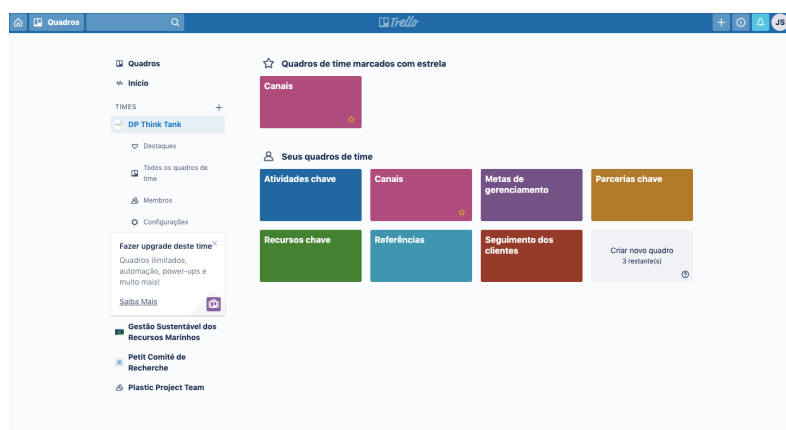 Quadros
Trello
JS
Quadros
Início
TIMES
DP Think Tank
Destaques
Todos os quadros de
time
Membros
Configurações
Fazer upgrade deste time
Quadros ilimitados,
automação, power-ups e
muito mais!
Saiba Mais
Gestão Sustentável dos
Recursos Marinhos
Petit Comité de
Recherche
Plastic Project Team
Quadros de time marcados com estrela
Canais
Seus quadros de time
Atividades chave
Canais
Metas de
gerenciamento
Parcerias chave
Recursos chave
Referências
Seguimento dos
clientes
Criar novo quadro
3 restante(s)